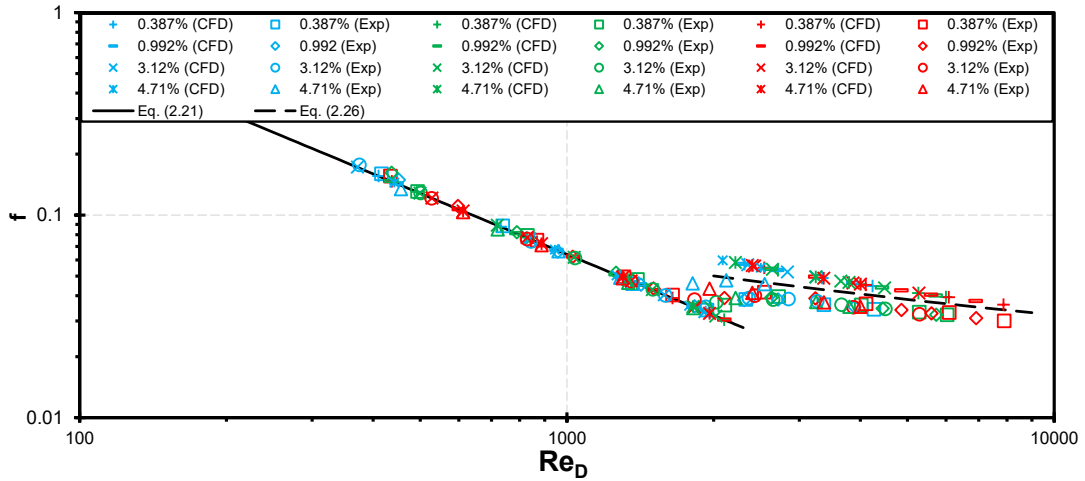 1
0.1
0.01
f
0.387% (CFD) 0.387% (Exp) 0.387% (CFD) 0.387% (Exp) 0.387% (CFD) 0.387% (Exp)
0.992% (CFD) 0.992 (Exp) 0.992% (CFD) 0.992% (Exp) 0.992% (CFD) 0.992% (Exp)
3.12% (CFD) 3.12% (Exp) 3.12% (CFD) 3.12% (Exp) 3.12% (CFD) 3.12% (Exp)
4.71% (CFD) 4.71% (Exp) 4.71% (CFD) 4.71% (Exp) 4.71% (CFD) 4.71% (Exp)
Eq. (2.21) Eq. (2.26)
100 1000 10000
Re_D